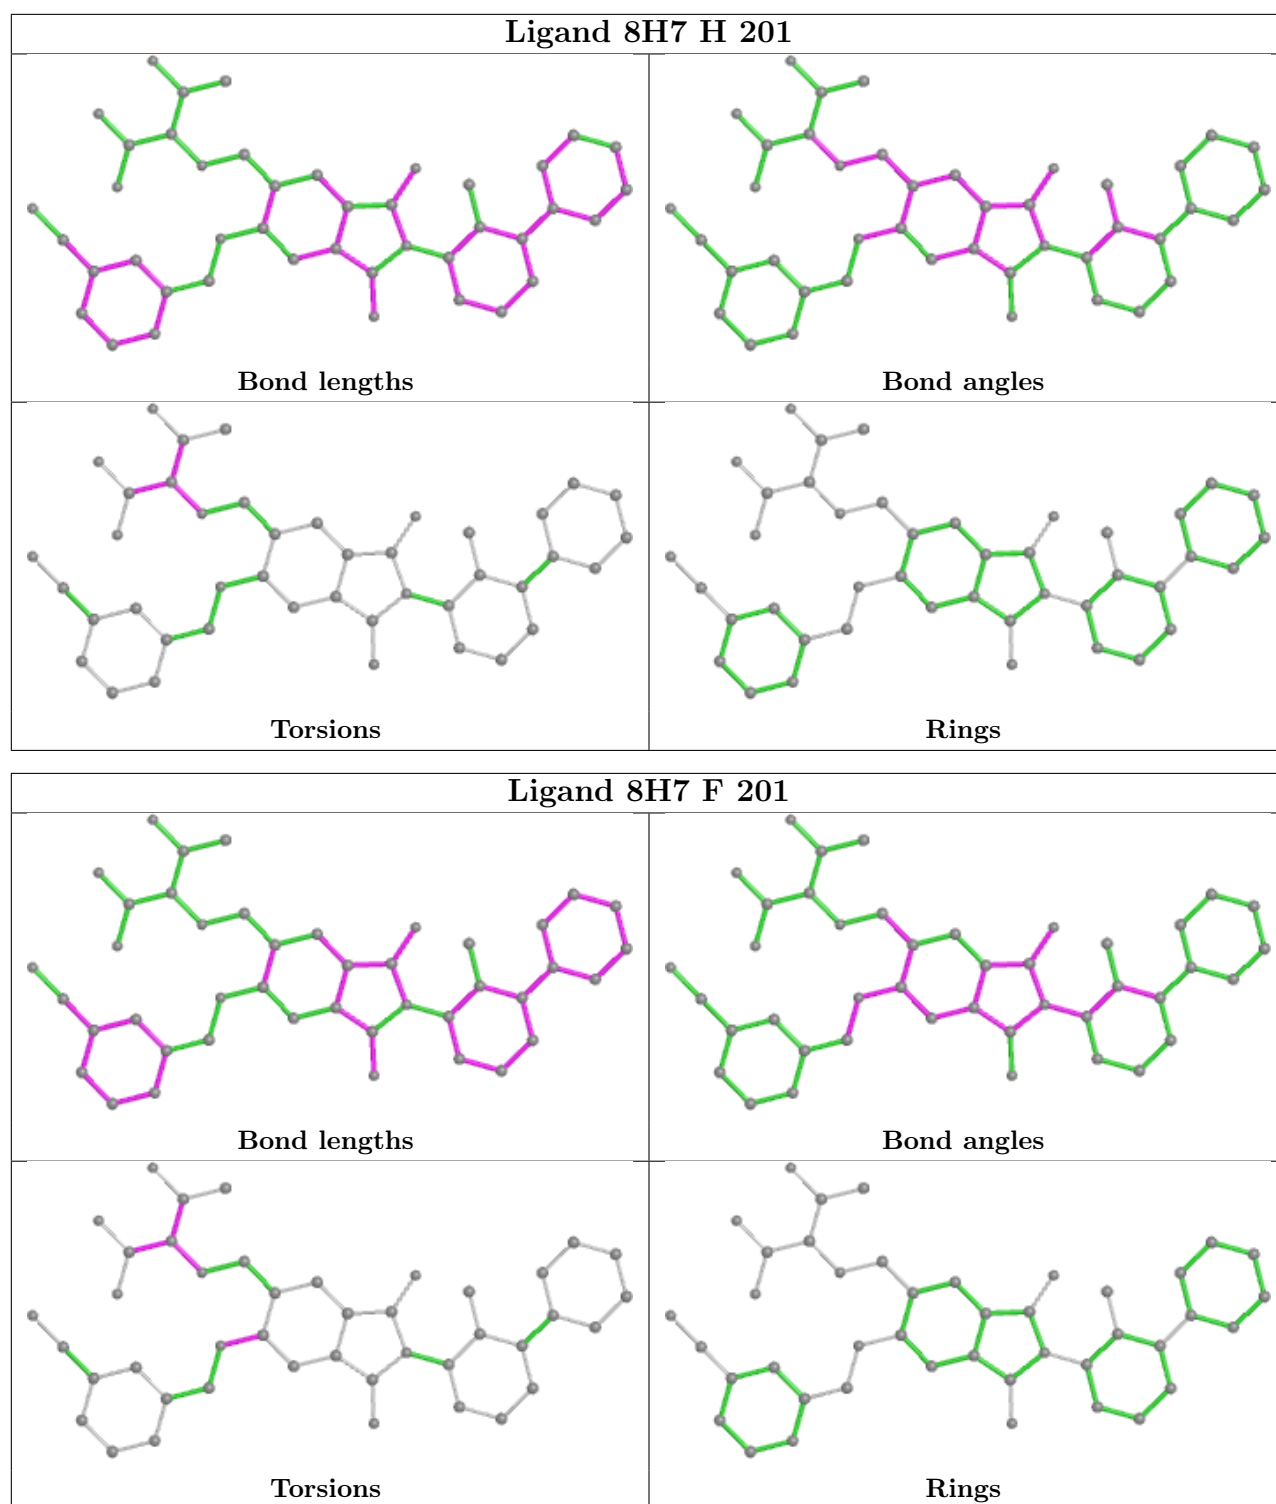 Ligand 8H7 H 201
Bond lengths
Bond angles
Torsions
Rings
Ligand 8H7 F 201
Bond lengths
Bond angles
Torsions
Rings